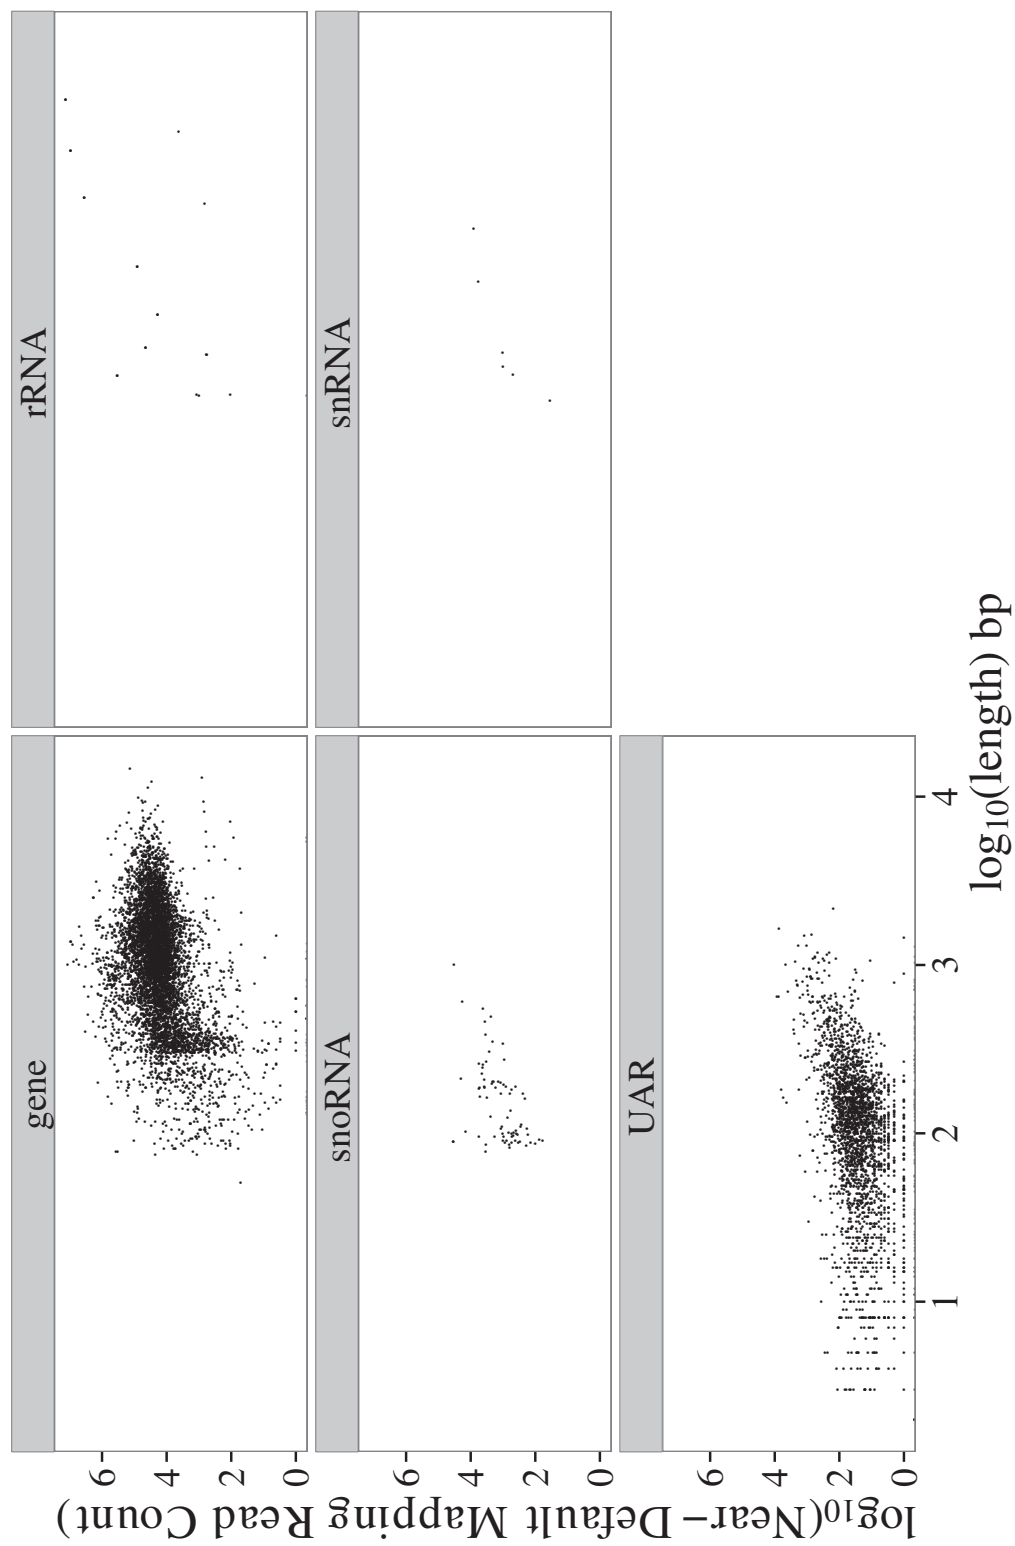 gene
rRNA
snoRNA
snRNA
UAR
6
4
2
0
6
4
2
0
6
4
2
0
1
2
3
4
log10(length) bp
log10(Near−Default Mapping Read Count)